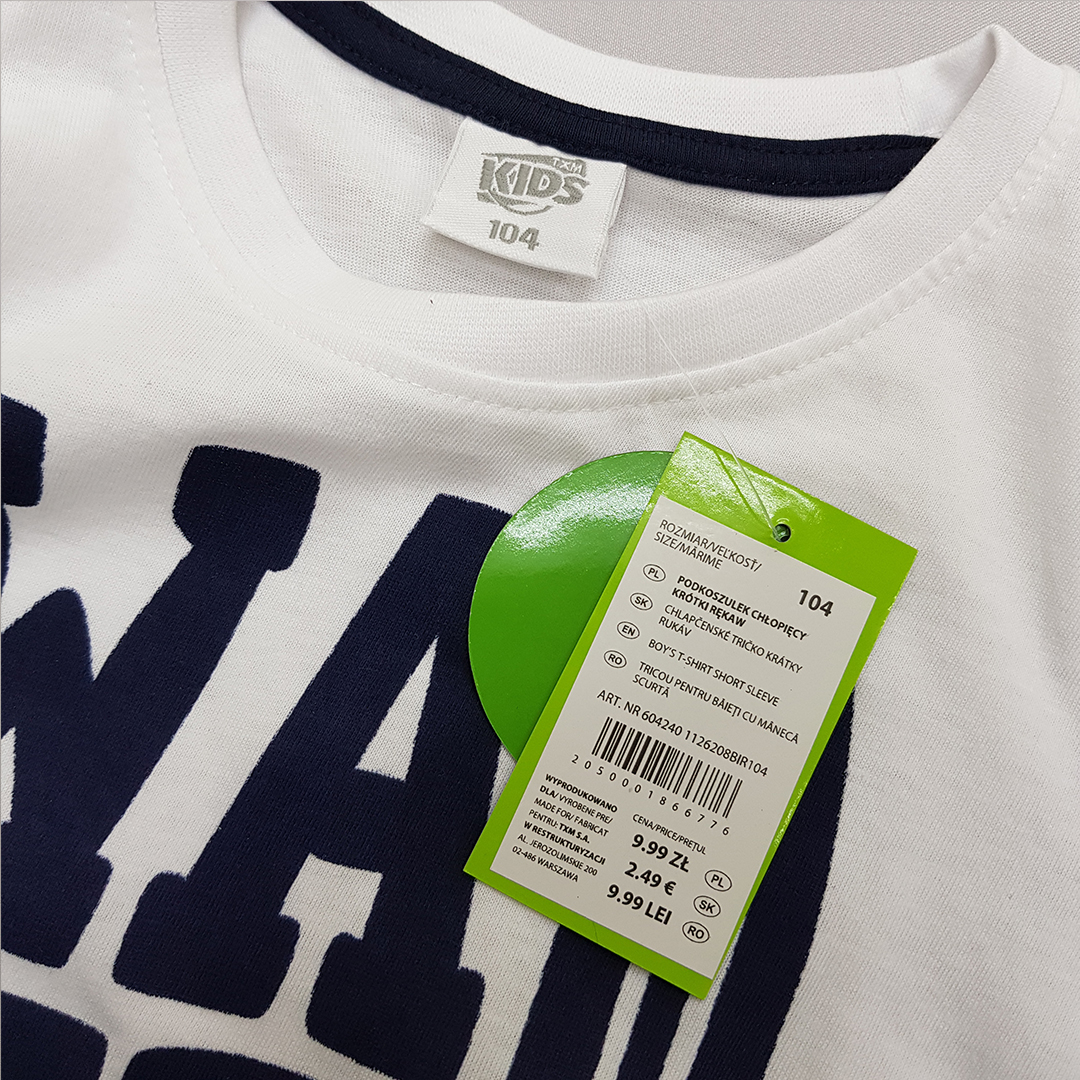 TXM
KIDS
104
ROZMIAR/VEĽKOSŤ/
SIZE/MĂRIME
104
PL PODKOSZULEK CHŁOPIĘCY
KRÓTKI RĘKAW
SK CHLAPČENSKÉ TRIČKO KRÁTKY
RUKÁV
EN BOY'S T-SHIRT SHORT SLEEVE
RO TRICOU PENTRU BĂIEȚI CU MÂNECĂ
SCURTĂ
ART. NR 604240 1126208BIR104
2050001866776
WYPRODUKOWANO
DLA/ VYROBENE PRE/
MADE FOR/ FABRICAT
PENTRU: TXM S.A.
W RESTRUKTURYZACJI
AL. JEROZOLIMSKIE 200
02-486 WARSZAWA
CENA/PRICE/PREȚUL
9.99 ZŁ PL
2.49 € SK
9.99 LEI RO